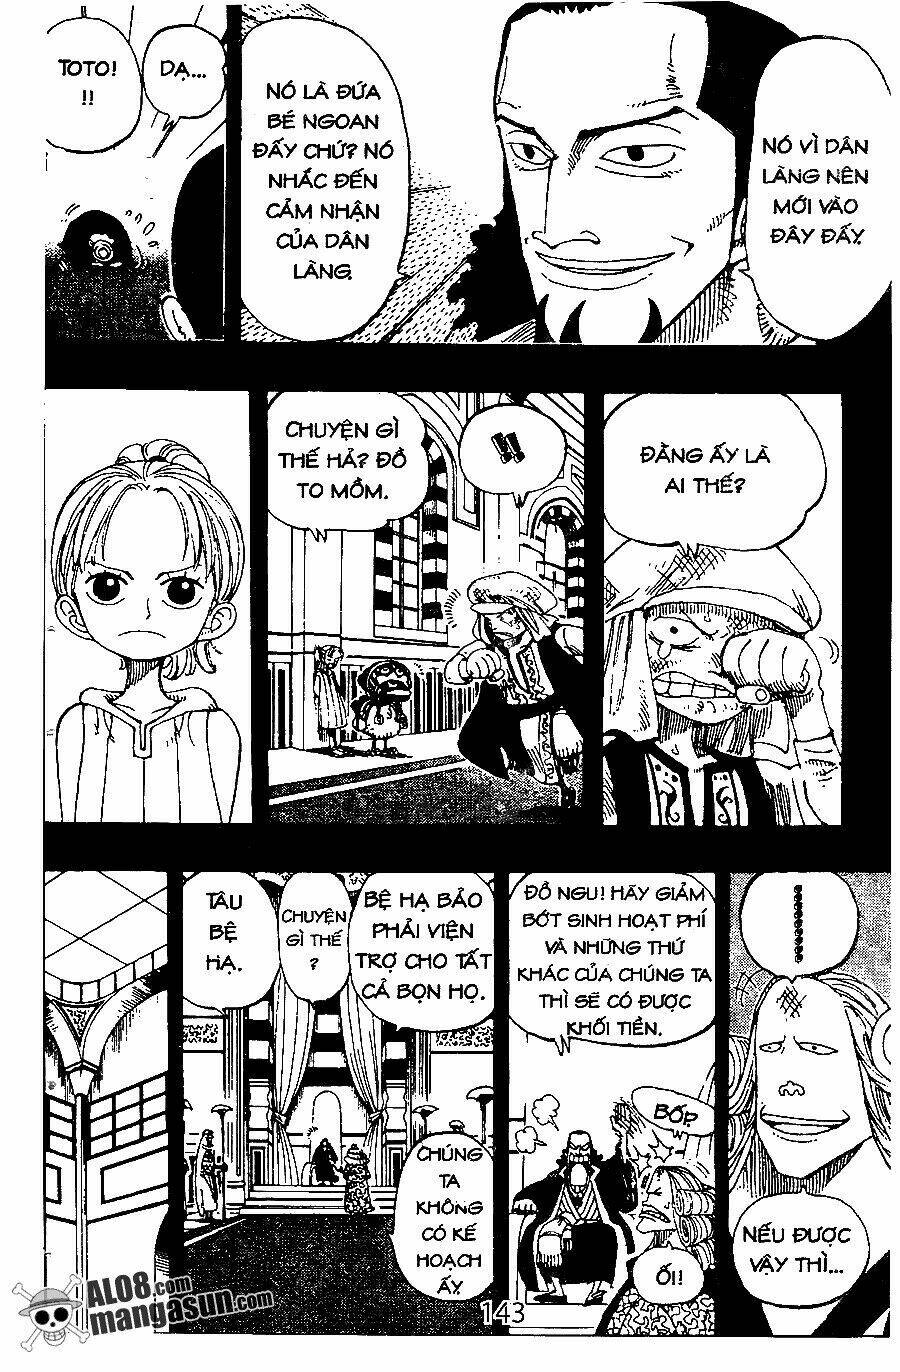 NÓ VÌ DÂN
LÀNG NÊN
MỚI VÀO
ĐÂY ĐẤY.
NÓ LÀ ĐỨA
BÉ NGOAN
ĐẤY CHỨ? NÓ
NHẮC ĐẾN
CẢM NHẬN
CỦA DÂN
LÀNG.
DẠ...
TOTO!
!!
ĐẰNG ẤY LÀ
AI THẾ?
!!
CHUYỆN GÌ
THẾ HẢ? ĐỒ
TO MỒM.
NẾU ĐƯỢC
VẬY THÌ...
ĐỒ NGU! HÃY GIẢM
BỚT SINH HOẠT PHÍ
VÀ NHỮNG THỨ
KHÁC CỦA CHÚNG TA
THÌ SẼ CÓ ĐƯỢC
KHỐI TIỀN.
BỐP.
ỐI!
BỆ HẠ BẢO
PHẢI VIỆN
TRỢ CHO TẤT
CẢ BỌN HỌ.
CHUYỆN
GÌ THẾ
?
TÂU
BỆ
HẠ.
CHÚNG
TA
KHÔNG
CÓ KẾ
HOẠCH
ẤY.
143
ALO8.com
mangasun.com